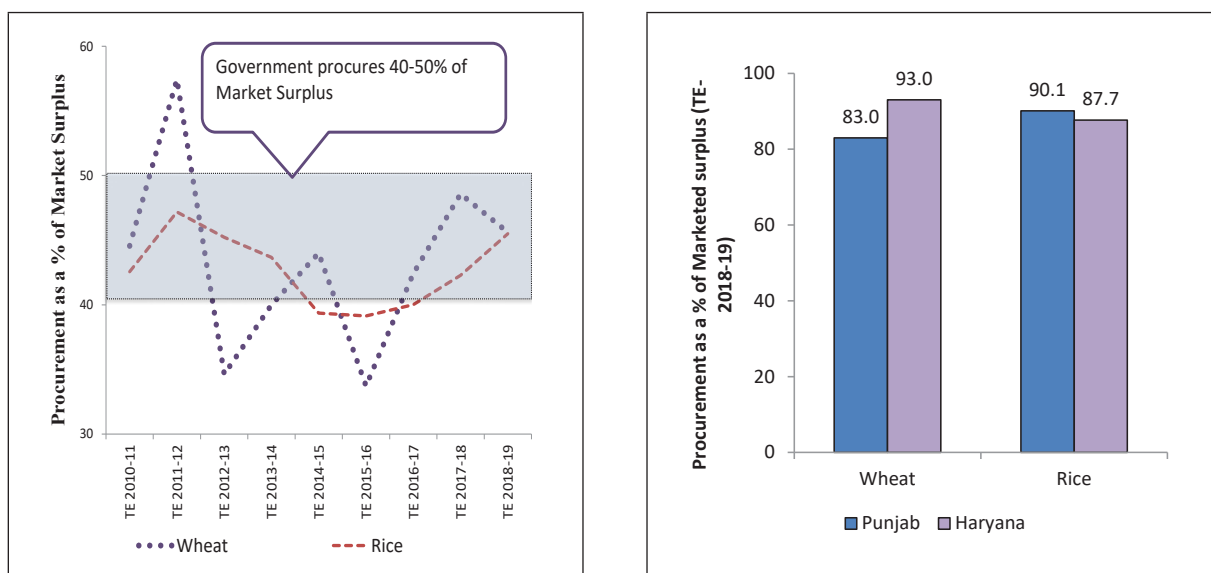 Procurement as a % of Market Surplus
60
50
40
30
Government procures 40-50% of
Market Surplus
TE 2010-11
TE 2011-12
TE 2012-13
TE 2013-14
TE 2014-15
TE 2015-16
TE 2016-17
TE 2017-18
TE 2018-19
Wheat
Rice
Procurement as a % of Marketed surplus (TE-
2018-19)
100
80
60
40
20
0
83.0
93.0
90.1
87.7
Wheat
Rice
Punjab
Haryana